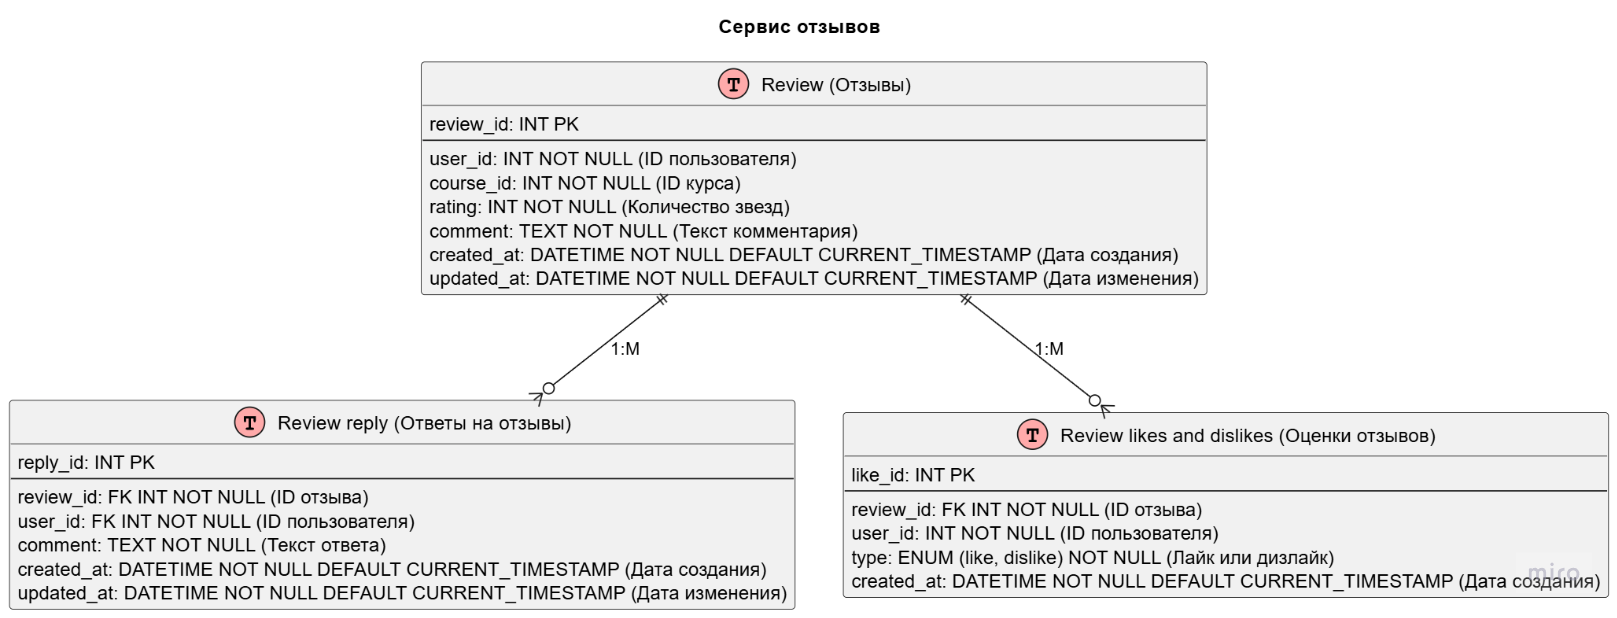 Сервис отзывов
T Review (Отзывы)
review_id: INT PK
user_id: INT NOT NULL (ID пользователя)
course_id: INT NOT NULL (ID курса)
rating: INT NOT NULL (Количество звезд)
comment: TEXT NOT NULL (Текст комментария)
created_at: DATETIME NOT NULL DEFAULT CURRENT_TIMESTAMP (Дата создания)
updated_at: DATETIME NOT NULL DEFAULT CURRENT_TIMESTAMP (Дата изменения)
1:M
1:M
T Review reply (Ответы на отзывы)
reply_id: INT PK
review_id: FK INT NOT NULL (ID отзыва)
user_id: FK INT NOT NULL (ID пользователя)
comment: TEXT NOT NULL (Текст ответа)
created_at: DATETIME NOT NULL DEFAULT CURRENT_TIMESTAMP (Дата создания)
updated_at: DATETIME NOT NULL DEFAULT CURRENT_TIMESTAMP (Дата изменения)
T Review likes and dislikes (Оценки отзывов)
like_id: INT PK
review_id: FK INT NOT NULL (ID отзыва)
user_id: INT NOT NULL (ID пользователя)
type: ENUM (like, dislike) NOT NULL (Лайк или дизлайк)
created_at: DATETIME NOT NULL DEFAULT CURRENT_TIMESTAMP (Дата создания)
miro